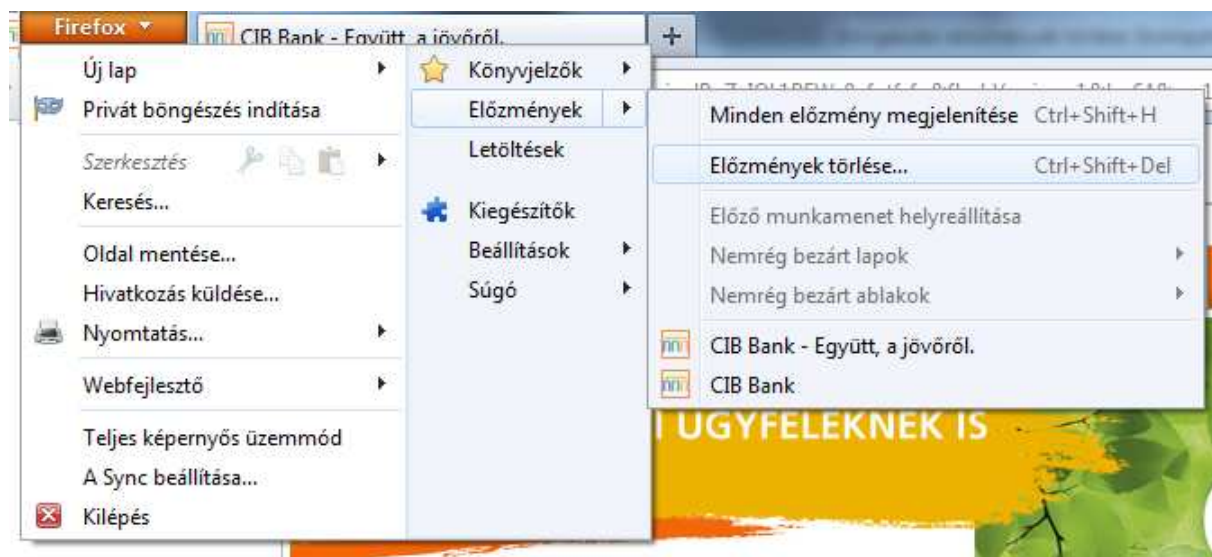 Firefox
CIB Bank - Együtt, a jövőről.
Új lap
Privát böngészés indítása
Szerkesztés
Keresés...
Oldal mentése...
Hivatkozás küldése...
Nyomtatás...
Webfejlesztő
Teljes képernyős üzemmód
A Sync beállítása...
Kilépés
Könyvjelzők
Előzmények
Letöltések
Kiegészítők
Beállítások
Súgó
Minden előzmény megjelenítése Ctrl+Shift+H
Előzmények törlése... Ctrl+Shift+Del
Előző munkamenet helyreállítása
Nemrég bezárt lapok
Nemrég bezárt ablakok
CIB Bank - Együtt, a jövőről.
CIB Bank
ÜGYFELEKNEK IS